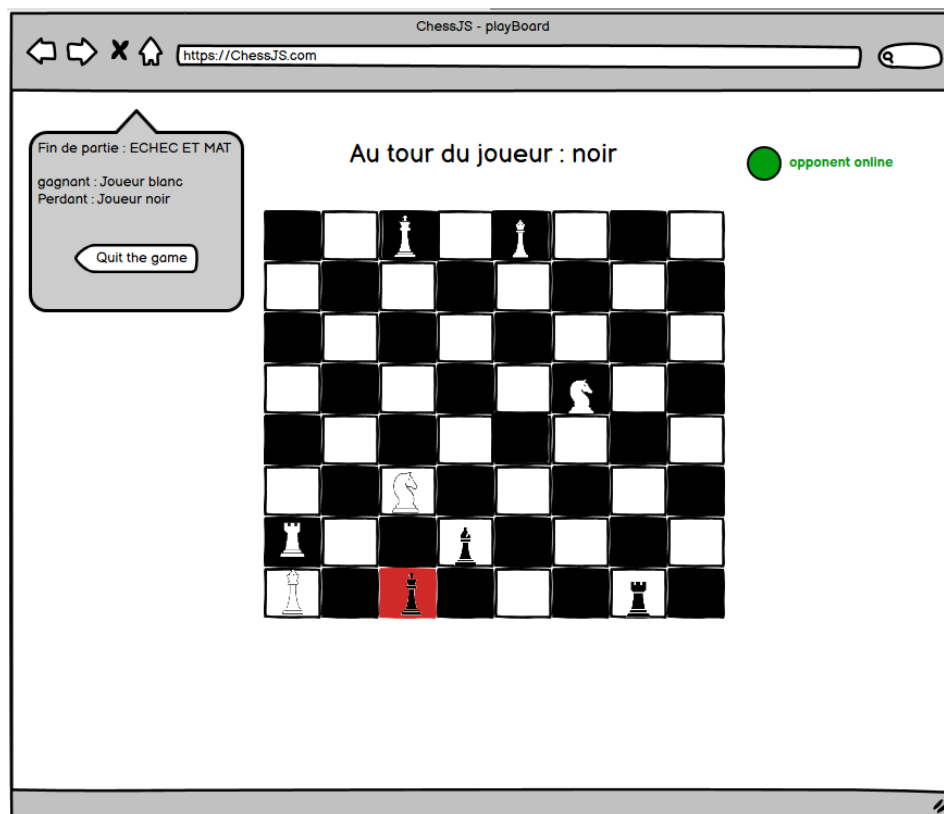 ChessJS - playBoard
https://ChessJS.com
Fin de partie : ECHEC ET MAT
gagnant : Joueur blanc
Perdant : Joueur noir
Quit the game
Au tour du joueur : noir
opponent online